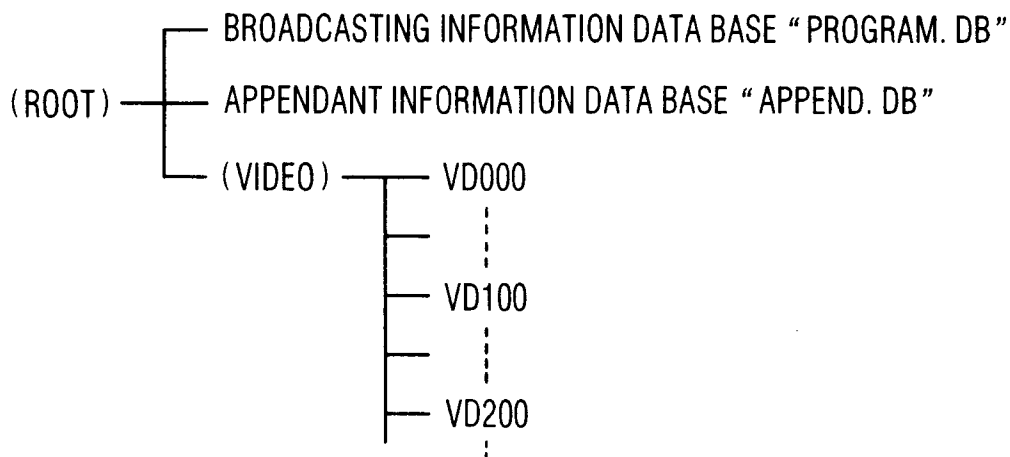 BROADCASTING INFORMATION DATA BASE “PROGRAM. DB”
(ROOT)
APPENDANT INFORMATION DATA BASE “APPEND. DB”
(VIDEO)
VD000
VD100
VD200